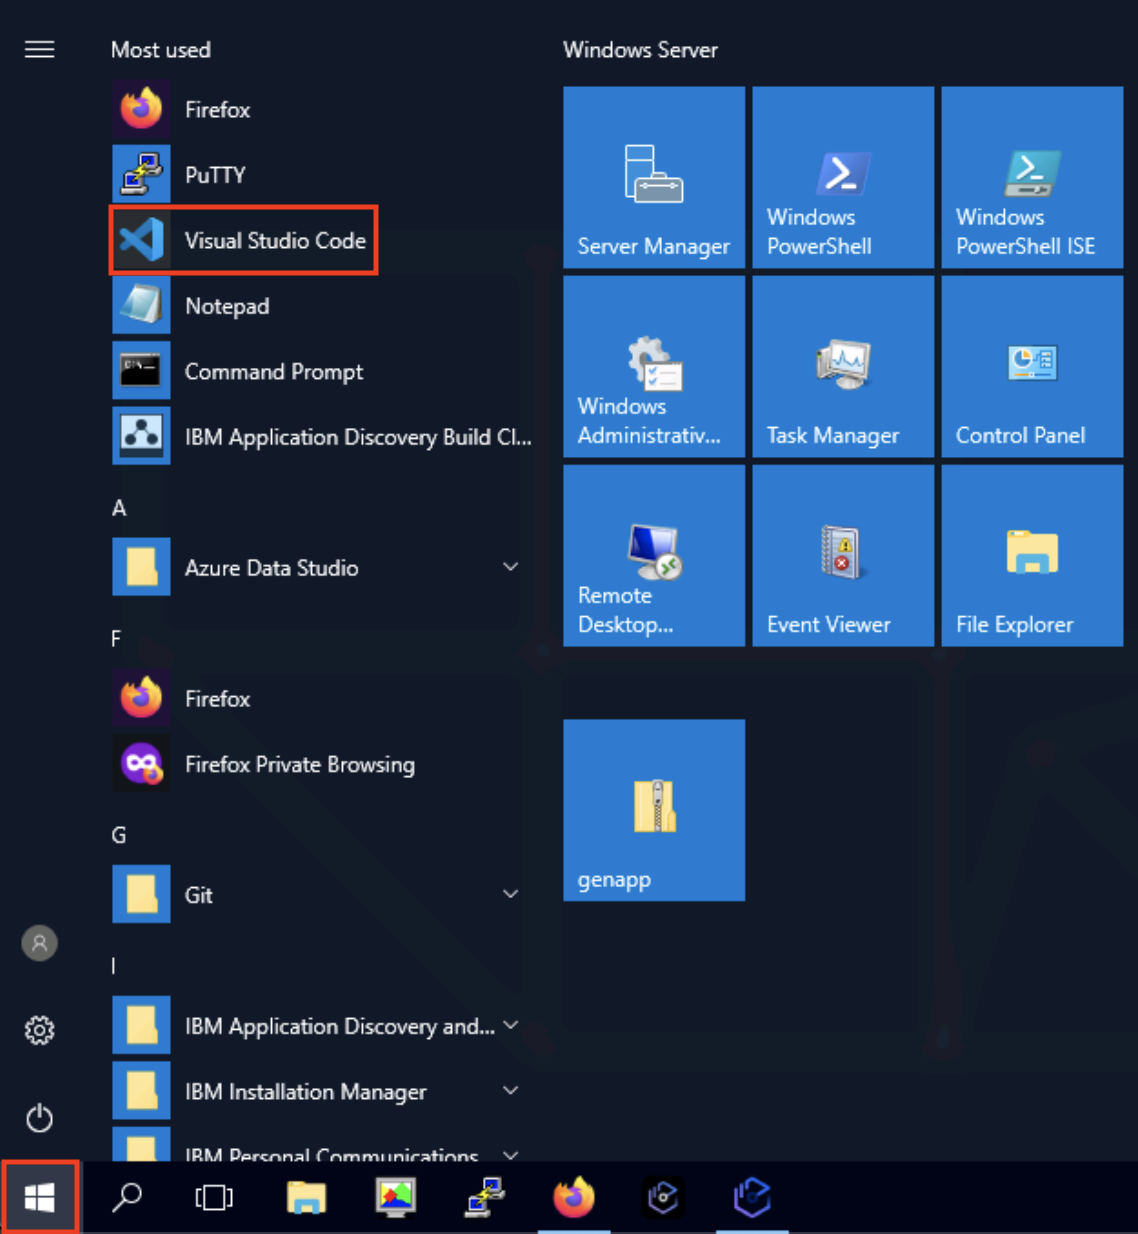 Most used
Firefox
PuTTY
Visual Studio Code
Notepad
Command Prompt
IBM Application Discovery Build Cl...
A
Azure Data Studio
F
Firefox
Firefox Private Browsing
G
Git
I
IBM Application Discovery and...
IBM Installation Manager
IBM Personal Communications
Windows Server
Server Manager
Windows
PowerShell
Windows
PowerShell ISE
Windows
Administrativ...
Task Manager
Control Panel
Remote
Desktop...
Event Viewer
File Explorer
genapp